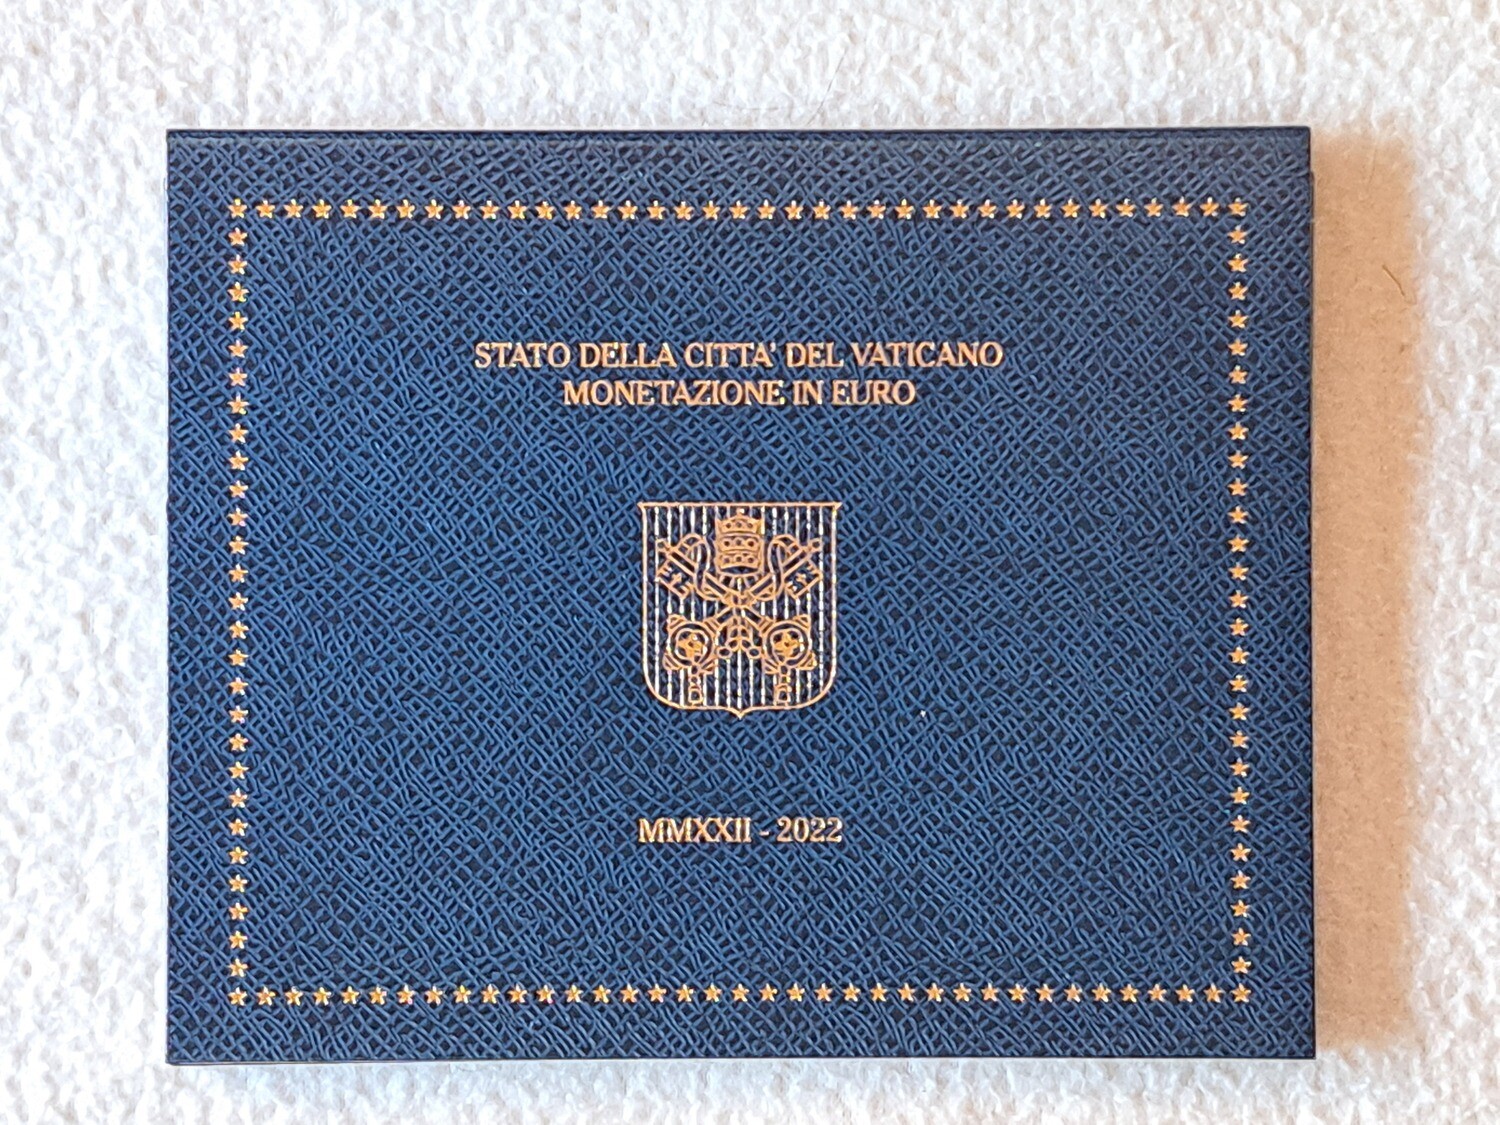 STATO DELLA CITTA' DEL VATICANO
MONETAZIONE IN EURO
MMXXII - 2022